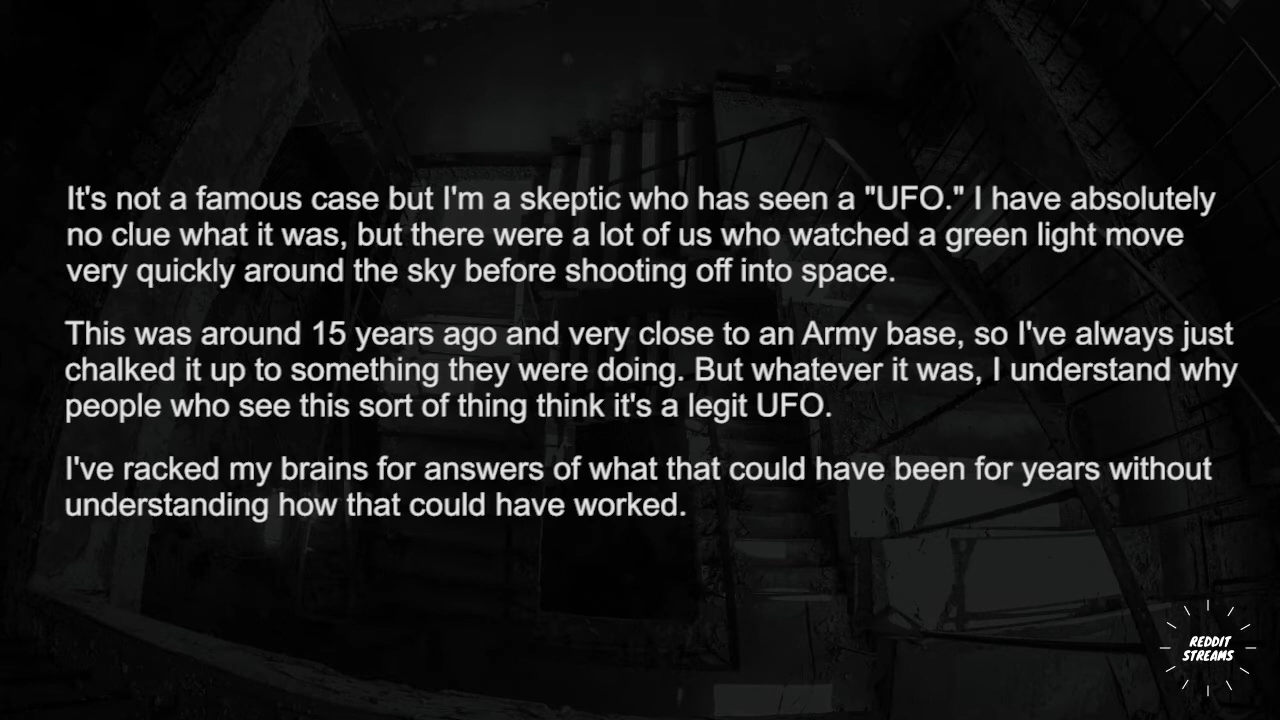 It's not a famous case but I'm a skeptic who has seen a "UFO." I have absolutely
no clue what it was, but there were a lot of us who watched a green light move
very quickly around the sky before shooting off into space.
This was around 15 years ago and very close to an Army base, so I've always just
chalked it up to something they were doing. But whatever it was, I understand why
people who see this sort of thing think it's a legit UFO.
I've racked my brains for answers of what that could have been for years without
understanding how that could have worked.
REDDIT
STREAMS